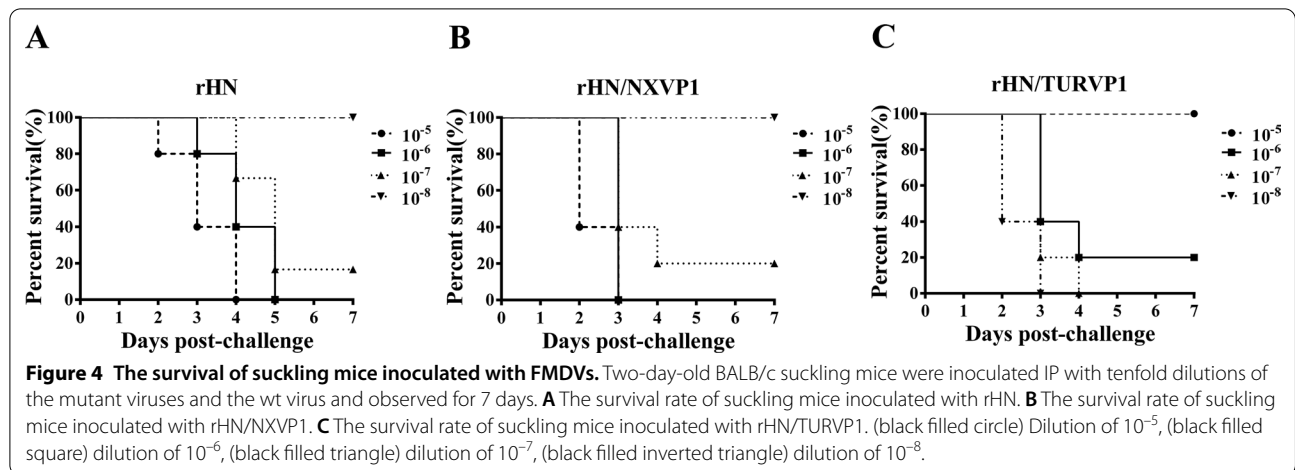 A
rHN
Percent survival(%)
100
80
60
40
20
0
0 1 2 3 4 5 6 7
Days post-challenge
10-5
10-6
10-7
10-8
B
rHN/NXVP1
Percent survival(%)
100
80
60
40
20
0
0 1 2 3 4 5 6 7
Days post-challenge
10-5
10-6
10-7
10-8
C
rHN/TURVP1
Percent survival(%)
100
80
60
40
20
0
0 1 2 3 4 5 6 7
Days post-challenge
10-5
10-6
10-7
10-8
Figure 4 The survival of suckling mice inoculated with FMDVs. Two-day-old BALB/c suckling mice were inoculated IP with tenfold dilutions of
the mutant viruses and the wt virus and observed for 7 days. A The survival rate of suckling mice inoculated with rHN. B The survival rate of suckling
mice inoculated with rHN/NXVP1. C The survival rate of suckling mice inoculated with rHN/TURVP1. (black filled circle) Dilution of 10–5, (black filled
square) dilution of 10–6, (black filled triangle) dilution of 10–7, (black filled inverted triangle) dilution of 10–8.